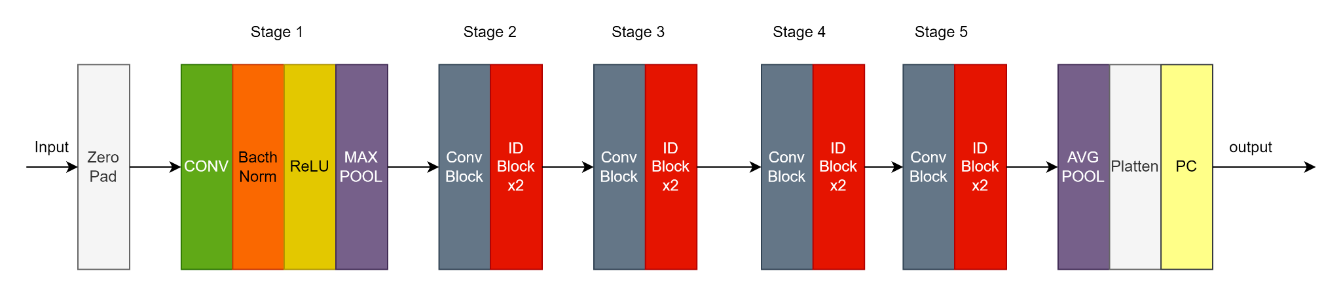 Stage 1
Stage 2
Stage 3
Stage 4
Stage 5
Input
Zero
Pad
CONV
Bacth
Norm
ReLU
MAX
POOL
Conv
Block
ID
Block
x2
Conv
Block
ID
Block
x2
Conv
Block
ID
Block
x2
Conv
Block
ID
Block
x2
AVG
POOL
Platten
PC
output